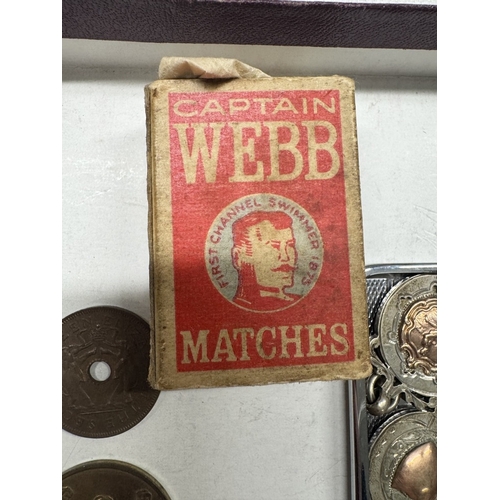 CAPTAIN
WEBB
FIRST CHANNEL SWIMMER 1875
MATCHES